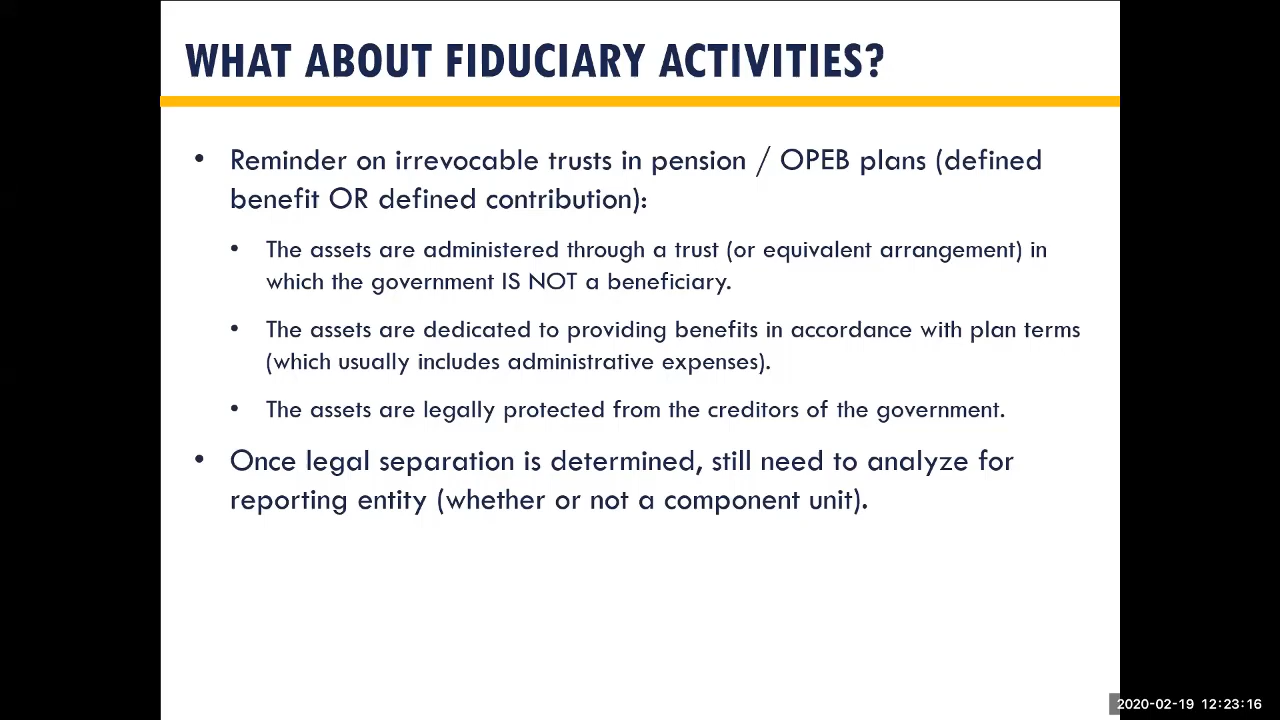 WHAT ABOUT FIDUCIARY ACTIVITIES?
• Reminder on irrevocable trusts in pension / OPEB plans (defined
benefit OR defined contribution):
• The assets are administered through a trust (or equivalent arrangement) in
which the government IS NOT a beneficiary.
• The assets are dedicated to providing benefits in accordance with plan terms
(which usually includes administrative expenses).
• The assets are legally protected from the creditors of the government.
• Once legal separation is determined, still need to analyze for
reporting entity (whether or not a component unit).
2020-02-19 12:23:16